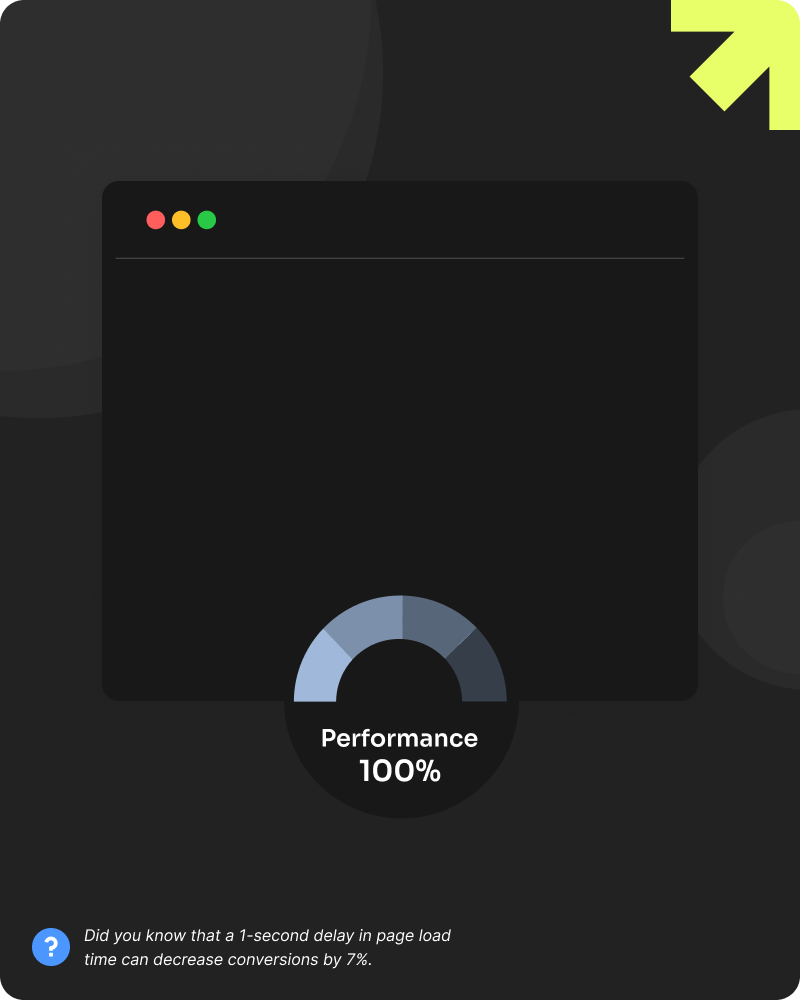 Performance
100%
Did you know that a 1-second delay in page load
time can decrease conversions by 7%.